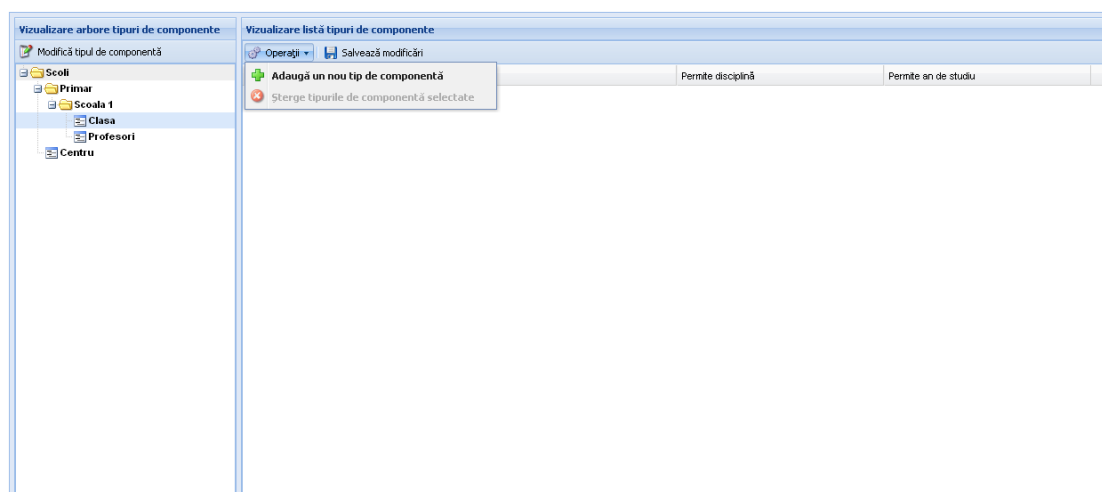 Vizualizare arbore tipuri de componente
Modifică tipul de componentă
Scoli
Primar
Scoala 1
Clasa
Profesori
Centru
Vizualizare listă tipuri de componente
Operaţii
Salvează modificări
Adaugă un nou tip de componentă
Şterge tipurile de componentă selectate
Permite disciplină
Permite an de studiu